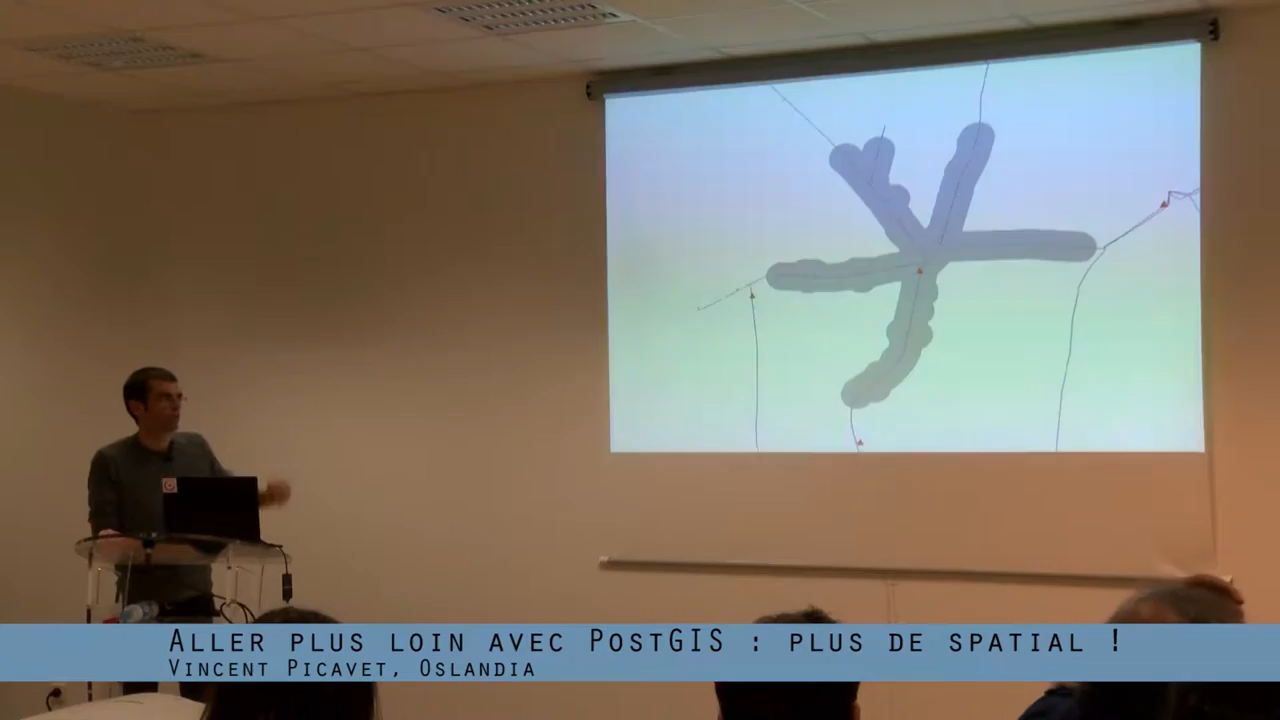 Aller plus loin avec PostGIS : plus de spatial !
Vincent Picavet, Oslandia